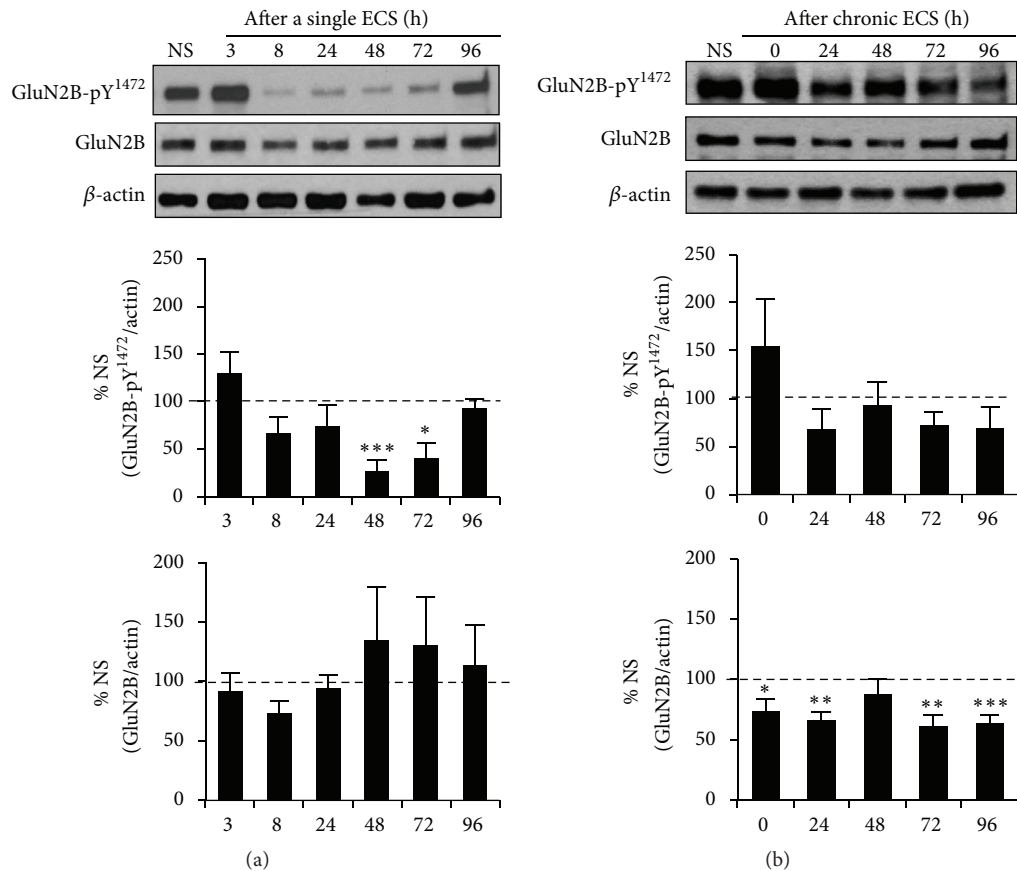 After a single ECS (h)
NS 3 8 24 48 72 96
GluN2B-pY¹⁴⁷²
GluN2B
β-actin
250
200
150
100
50
0
% NS
(GluN2B-pY¹⁴⁷²/actin)
***
*
3 8 24 48 72 96
200
150
100
50
0
% NS
(GluN2B/actin)
3 8 24 48 72 96
(a)
After chronic ECS (h)
NS 0 24 48 72 96
GluN2B-pY¹⁴⁷²
GluN2B
β-actin
250
200
150
100
50
0
% NS
(GluN2B-pY¹⁴⁷²/actin)
0 24 48 72 96
200
150
100
50
0
% NS
(GluN2B/actin)
* ** ** ***
0 24 48 72 96
(b)